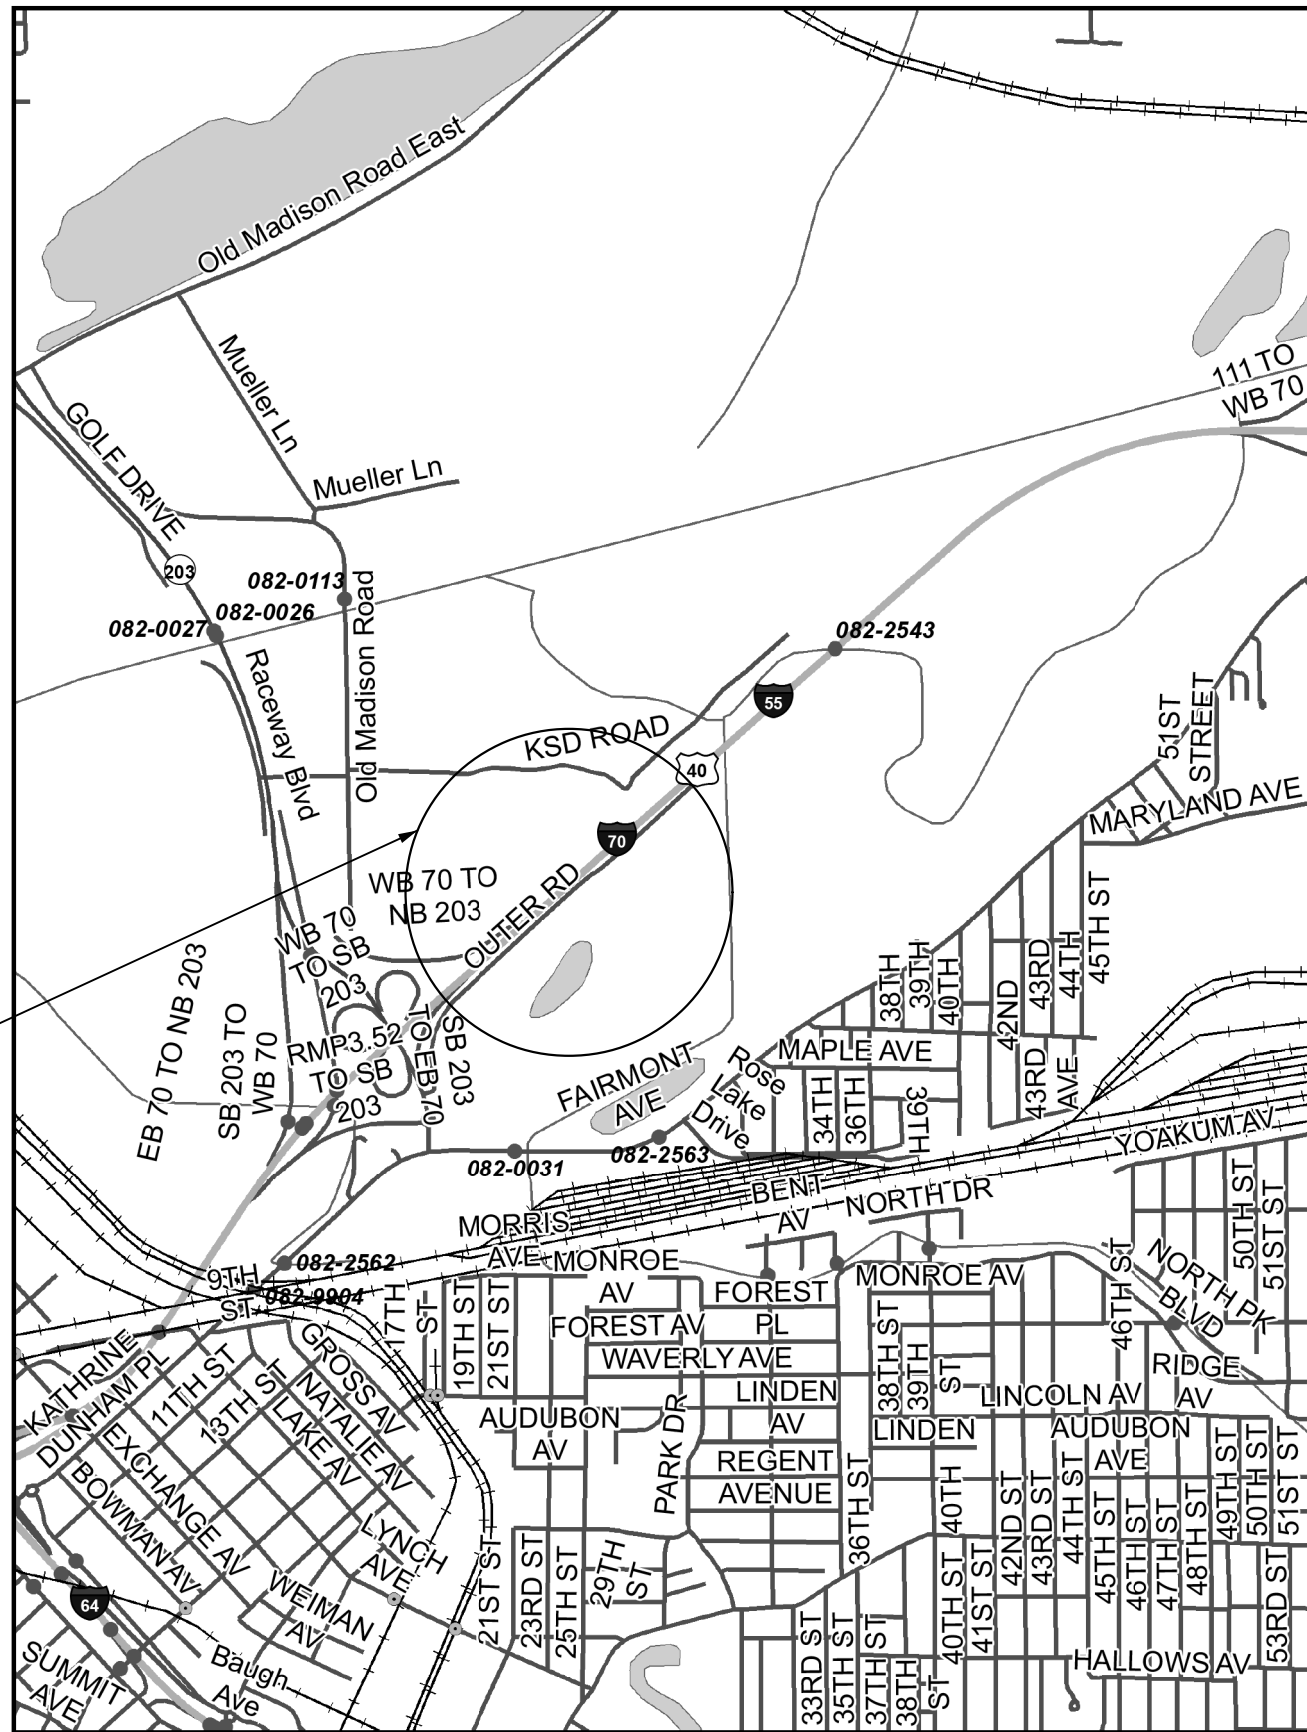 Old Madison Road East
111 TO
WB 70
Mueller Ln
GOLF DRIVE
Mueller Ln
203
082-0113
082-0026
082-0027
Old Madison Road
082-2543
Raceway Blvd
55
51ST
STREET
KSD ROAD
40
MARYLAND AVE
70
WB 70 TO
NB 203
OUTER RD
WB 70
TO SB
203
45TH ST
44TH
43RD
42ND
40TH
39TH
38TH
EB 70 TO NB 203
SB 203 TO
WB 70
RMP3.52
TO SB
203
SB 203
TO EB 70
FAIRMONT
AVE
Rose
Lake
Drive
MAPLE AVE
34TH
36TH
39TH
43RD
AVE
YOAKUM AV
082-0031
082-2563
BENT
AV
NORTH DR
MORRIS
AVE
50TH ST
51ST ST
082-2562
9TH
ST
082-9904
MONROE
AV
MONROE AV
FOREST
PL
46TH ST
NORTH PK
BLVD
17TH
ST
19TH ST
21ST ST
FOREST AV
WAVERLY AVE
38TH ST
39TH
ST
RIDGE
AV
KATHRINE
DUNHAM PL
11TH ST
13TH ST
GROSS AV
NATALIE AV
LAKE AV
LINDEN
AV
LINCOLN AV
AUDUBON
AV
PARK DR
LINDEN
AUDUBON
AVE
EXCHANGE AV
BOWMAN AV
REGENT
AVENUE
36TH ST
40TH
42ND ST
43RD ST
44TH ST
45TH ST
46TH ST
47TH ST
48TH ST
49TH ST
50TH ST
51ST ST
LYNCH
AVE
21ST ST
23RD ST
25TH ST
29TH
ST
64
WEIMAN
AV
Baugh
Ave
SUMMIT
AVE
33RD ST
35TH ST
37TH ST
38TH
ST
40TH ST
41ST ST
HALLOWS AV
53RD ST